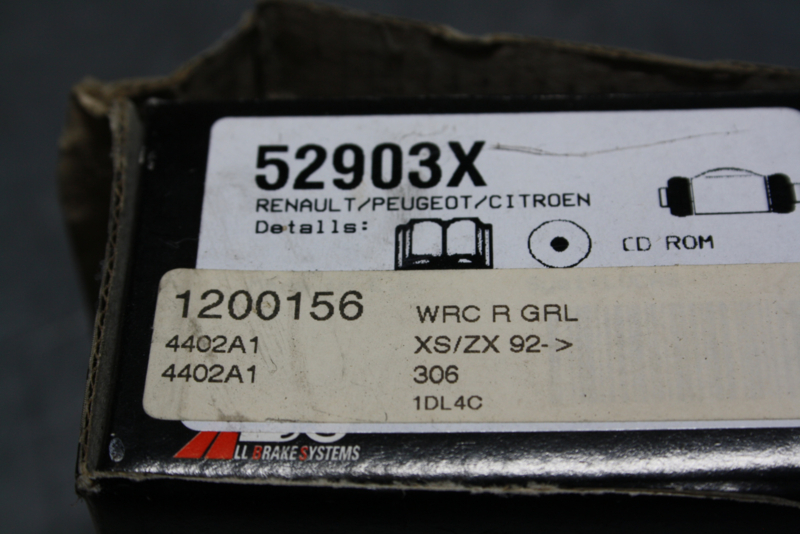 52903X
RENAULT/PEUGEOT/CITROEN
Details:
CD ROM
1200156
WRC R GRL
4402A1
XS/ZX 92->
4402A1
306
1DL4C
ALL BRAKE SYSTEMS